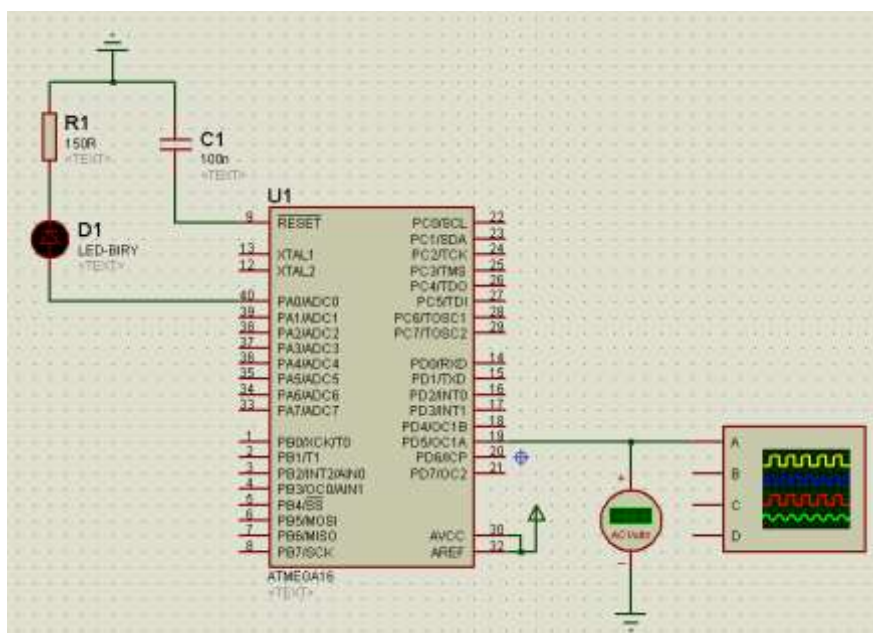 R1
150R
<TEXT>
C1
100n
<TEXT>
D1
LED-BIRY
<TEXT>
U1
9 RESET
13 XTAL1
12 XTAL2
40 PA0/ADC0
39 PA1/ADC1
38 PA2/ADC2
37 PA3/ADC3
36 PA4/ADC4
35 PA5/ADC5
34 PA6/ADC6
33 PA7/ADC7
1 PB0/XCK/T0
2 PB1/T1
3 PB2/INT2/AIN0
4 PB3/OC0/AIN1
5 PB4/SS
6 PB5/MOSI
7 PB6/MISO
8 PB7/SCK
PC0/SCL 22
PC1/SDA 23
PC2/TCK 24
PC3/TMS 25
PC4/TDO 26
PC5/TDI 27
PC6/TOSC1 28
PC7/TOSC2 29
PD0/RXD 14
PD1/TXD 15
PD2/INT0 16
PD3/INT1 17
PD4/OC1B 18
PD5/OC1A 19
PD6/ICP 20
PD7/OC2 21
AVCC 30
AREF 32
ATMEGA16
<TEXT>
+
−
A
B
C
D